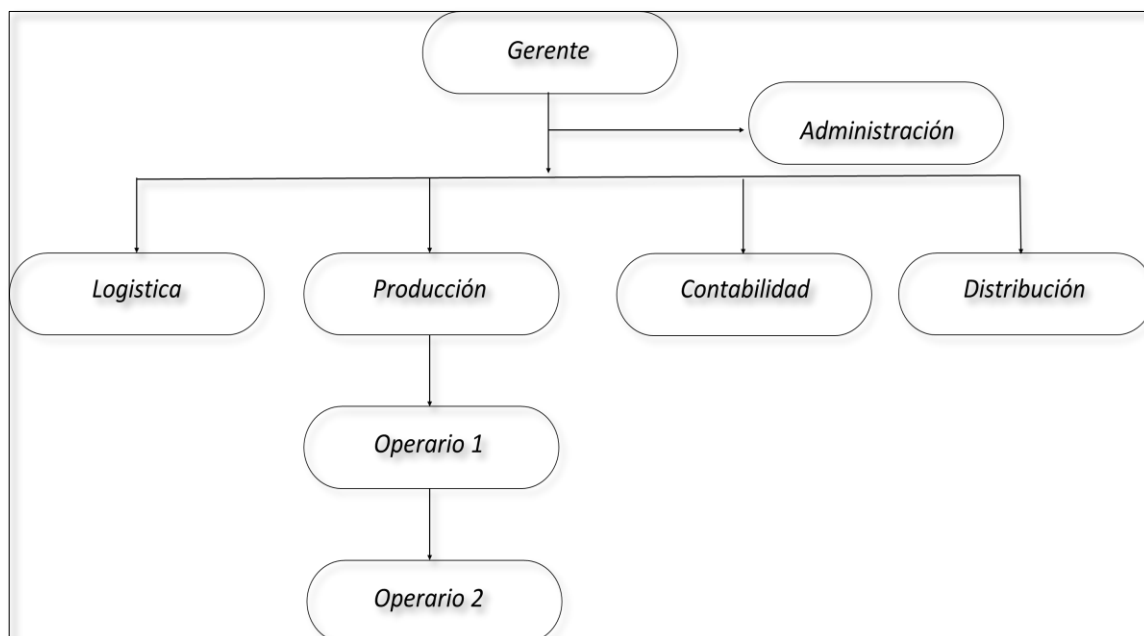 Gerente
Administración
Logistica
Producción
Contabilidad
Distribución
Operario 1
Operario 2